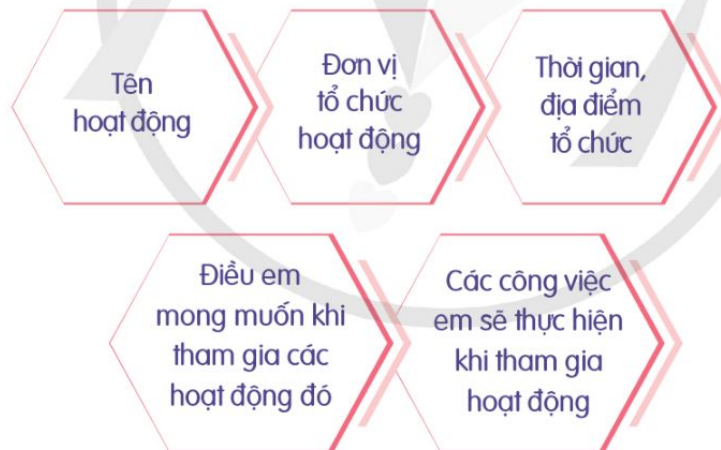 Tên
hoạt động
Đơn vị
tổ chức
hoạt động
Thời gian,
địa điểm
tổ chức
Điều em
mong muốn khi
tham gia các
hoạt động đó
Các công việc
em sẽ thực hiện
khi tham gia
hoạt động